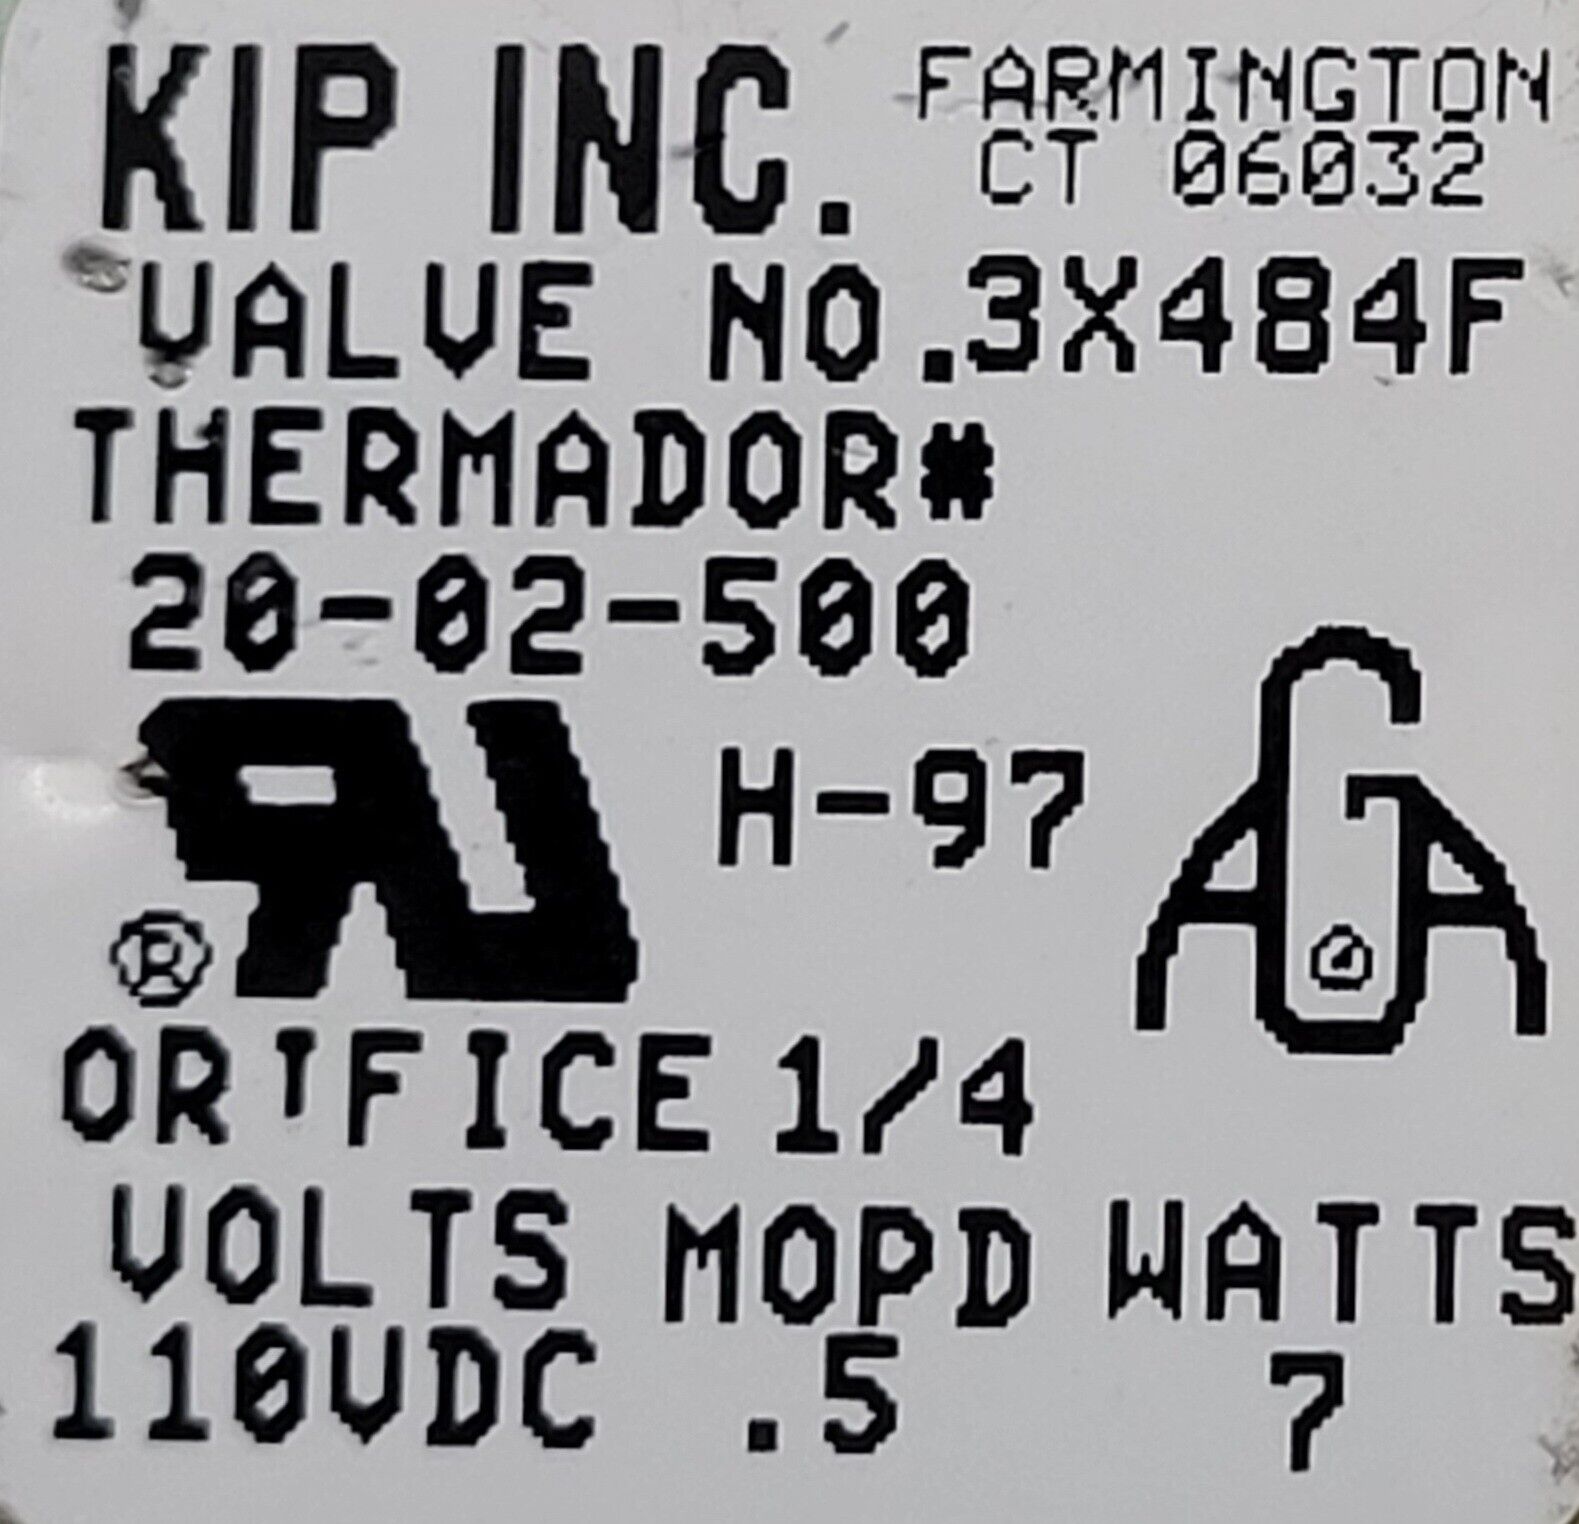 KIP INC. FARMINGTON
CT 06032
VALVE NO.3X484F
THERMADOR#
20-02-500
H-97
®
ORIFICE 1/4
VOLTS MOPD WATTS
110VDC .5 7